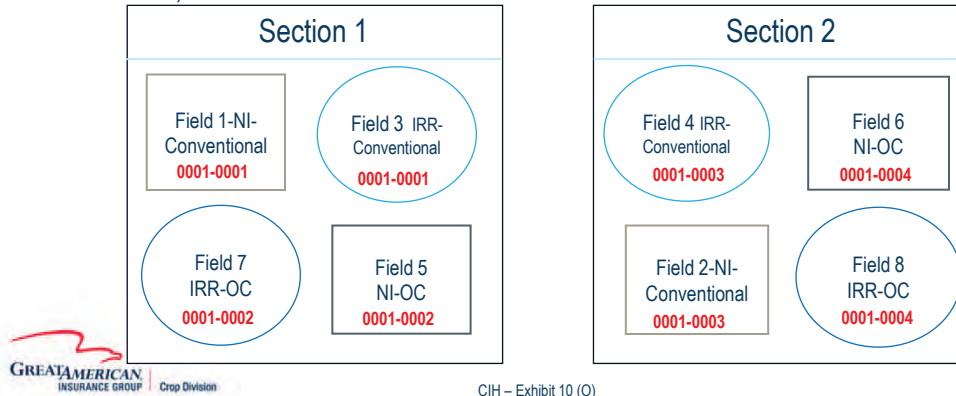 Section 1
Field 1-NI-
Conventional
0001-0001
Field 3 IRR-
Conventional
0001-0001
Field 7
IRR-OC
0001-0002
Field 5
NI-OC
0001-0002
Section 2
Field 4 IRR-
Conventional
0001-0003
Field 6
NI-OC
0001-0004
Field 2-NI-
Conventional
0001-0003
Field 8
IRR-OC
0001-0004
GREATAMERICAN.
INSURANCE GROUP Crop Division
CIH – Exhibit 10 (O)